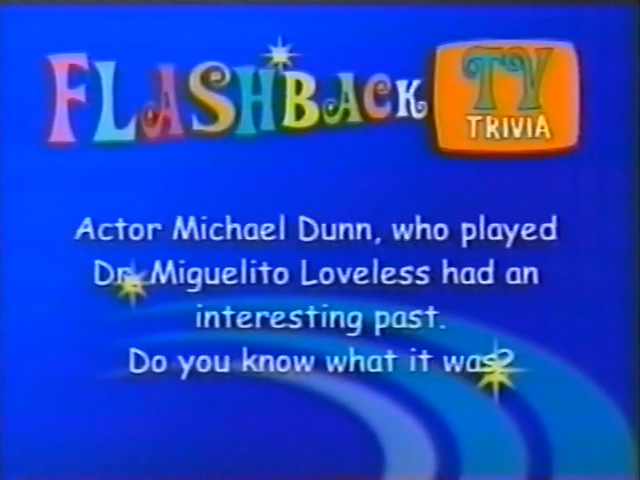 FLASHBACK TV TRIVIA
Actor Michael Dunn, who played
Dr. Miguelito Loveless had an
interesting past.
Do you know what it was?